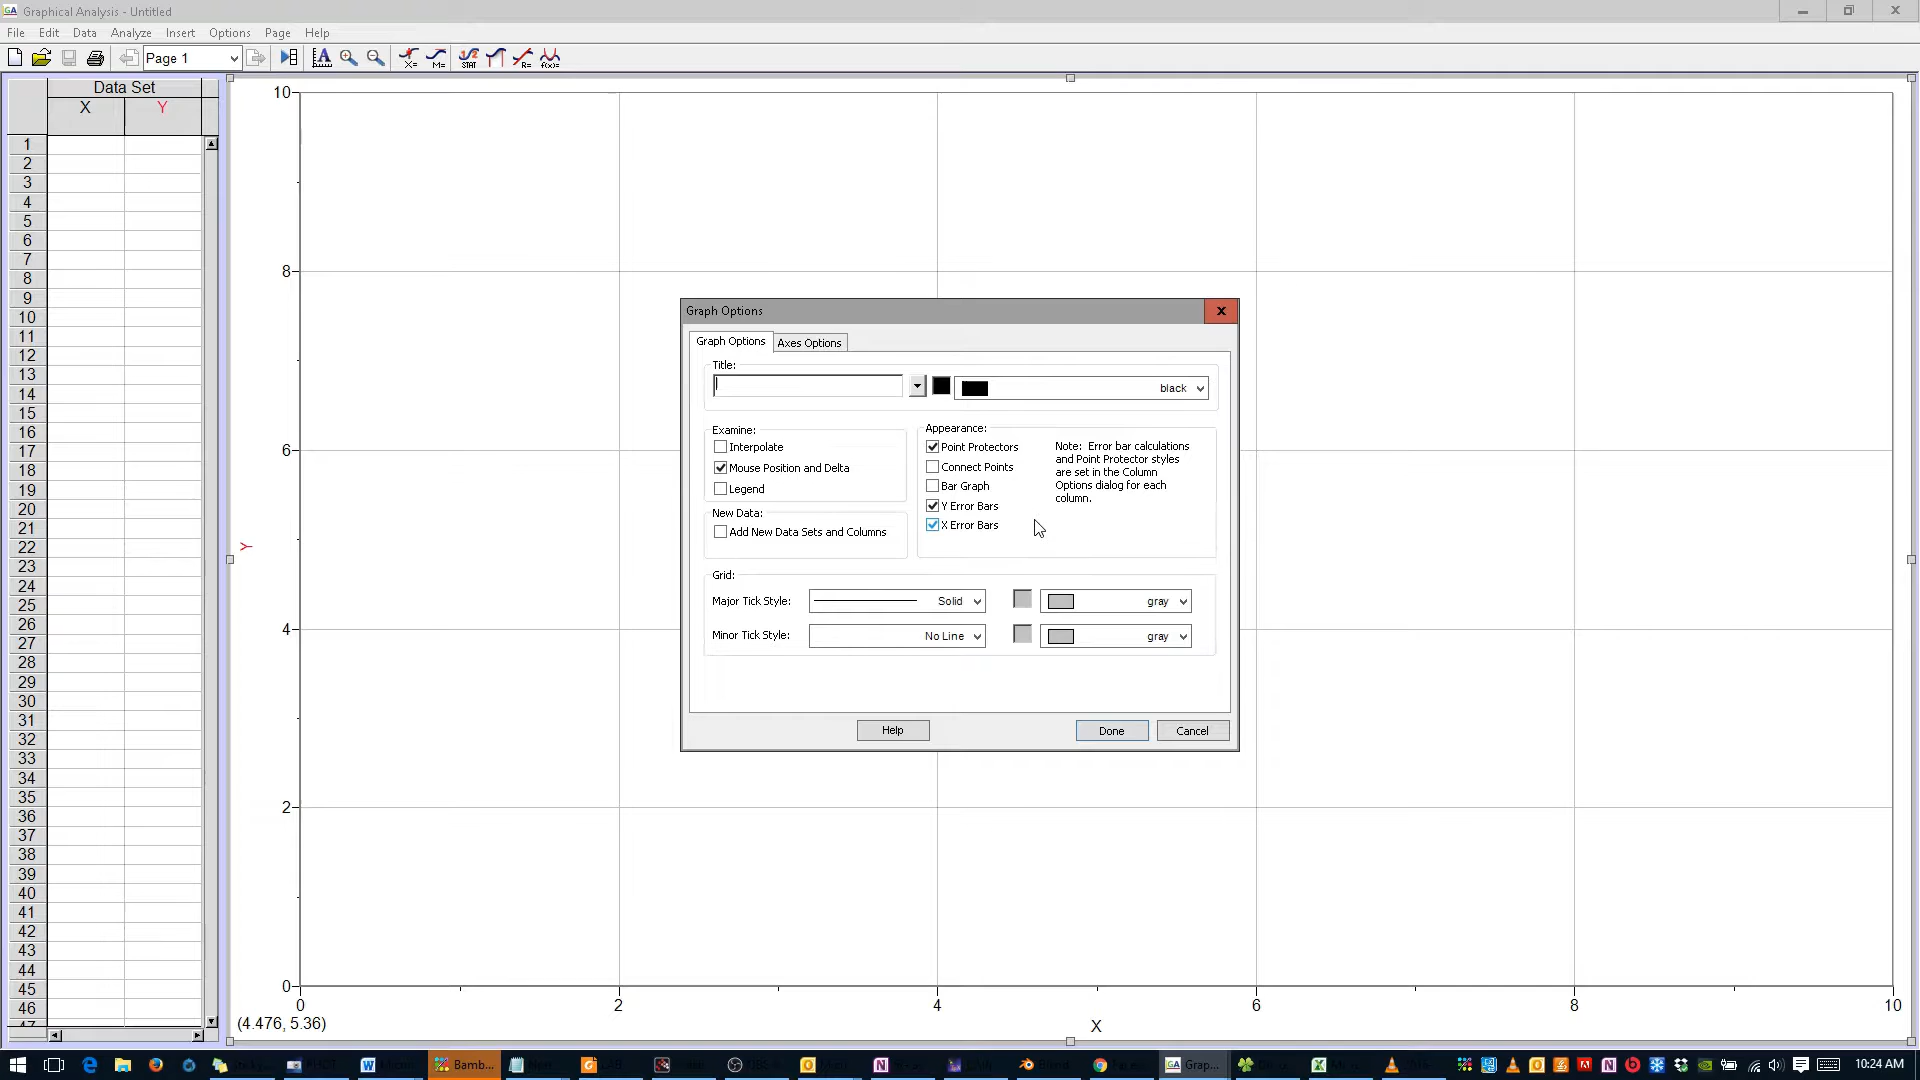 Graphical Analysis - Untitled
File Edit Data Analyze Insert Options Page Help
Page 1
Data Set
X Y
1
2
3
4
5
6
7
8
9
10
11
12
13
14
15
16
17
18
19
20
21
22
23
24
25
26
27
28
29
30
31
32
33
34
35
36
37
38
39
40
41
42
43
44
45
46
47
10
8
6
4
2
0
Y
0 2 4 6 8 10
(4.476, 5.36)
X
Graph Options
Graph Options Axes Options
Title:
black
Examine:
Interpolate
Mouse Position and Delta
Legend
New Data:
Add New Data Sets and Columns
Appearance:
Point Protectors
Connect Points
Bar Graph
Y Error Bars
X Error Bars
Note: Error bar calculations
and Point Protector styles
are set in the Column
Options dialog for each
column.
Grid:
Major Tick Style: Solid gray
Minor Tick Style: No Line gray
Help Done Cancel
Bamb... Grap... 10:24 AM